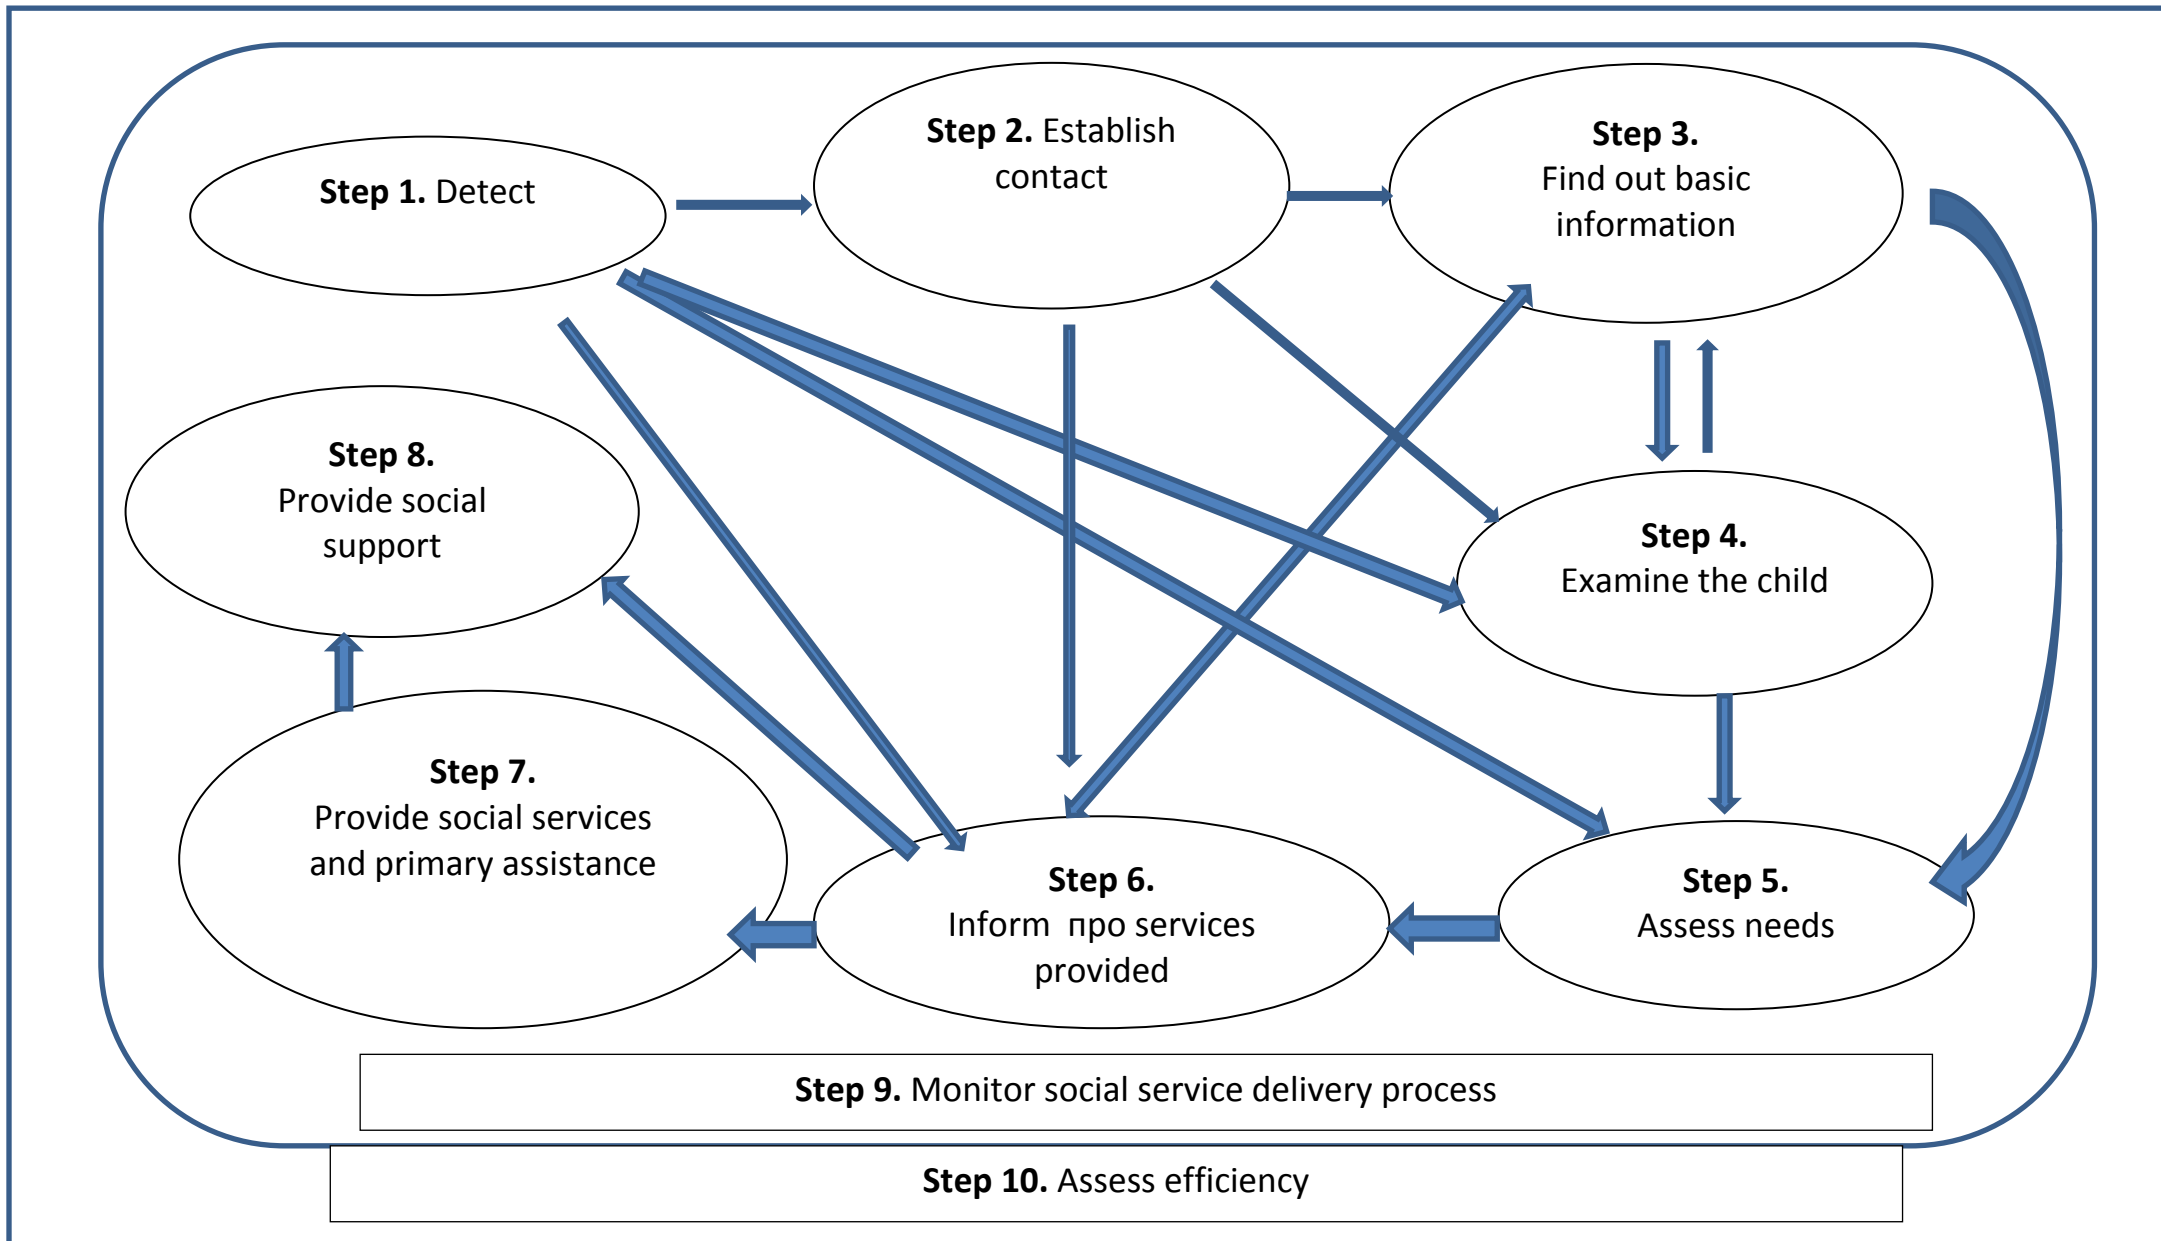 Step 1. Detect
Step 2. Establish
contact
Step 3.
Find out basic
information
Step 8.
Provide social
support
Step 4.
Examine the child
Step 7.
Provide social services
and primary assistance
Step 6.
Inform  про services
provided
Step 5.
Assess needs
Step 9. Monitor social service delivery process
Step 10. Assess efficiency